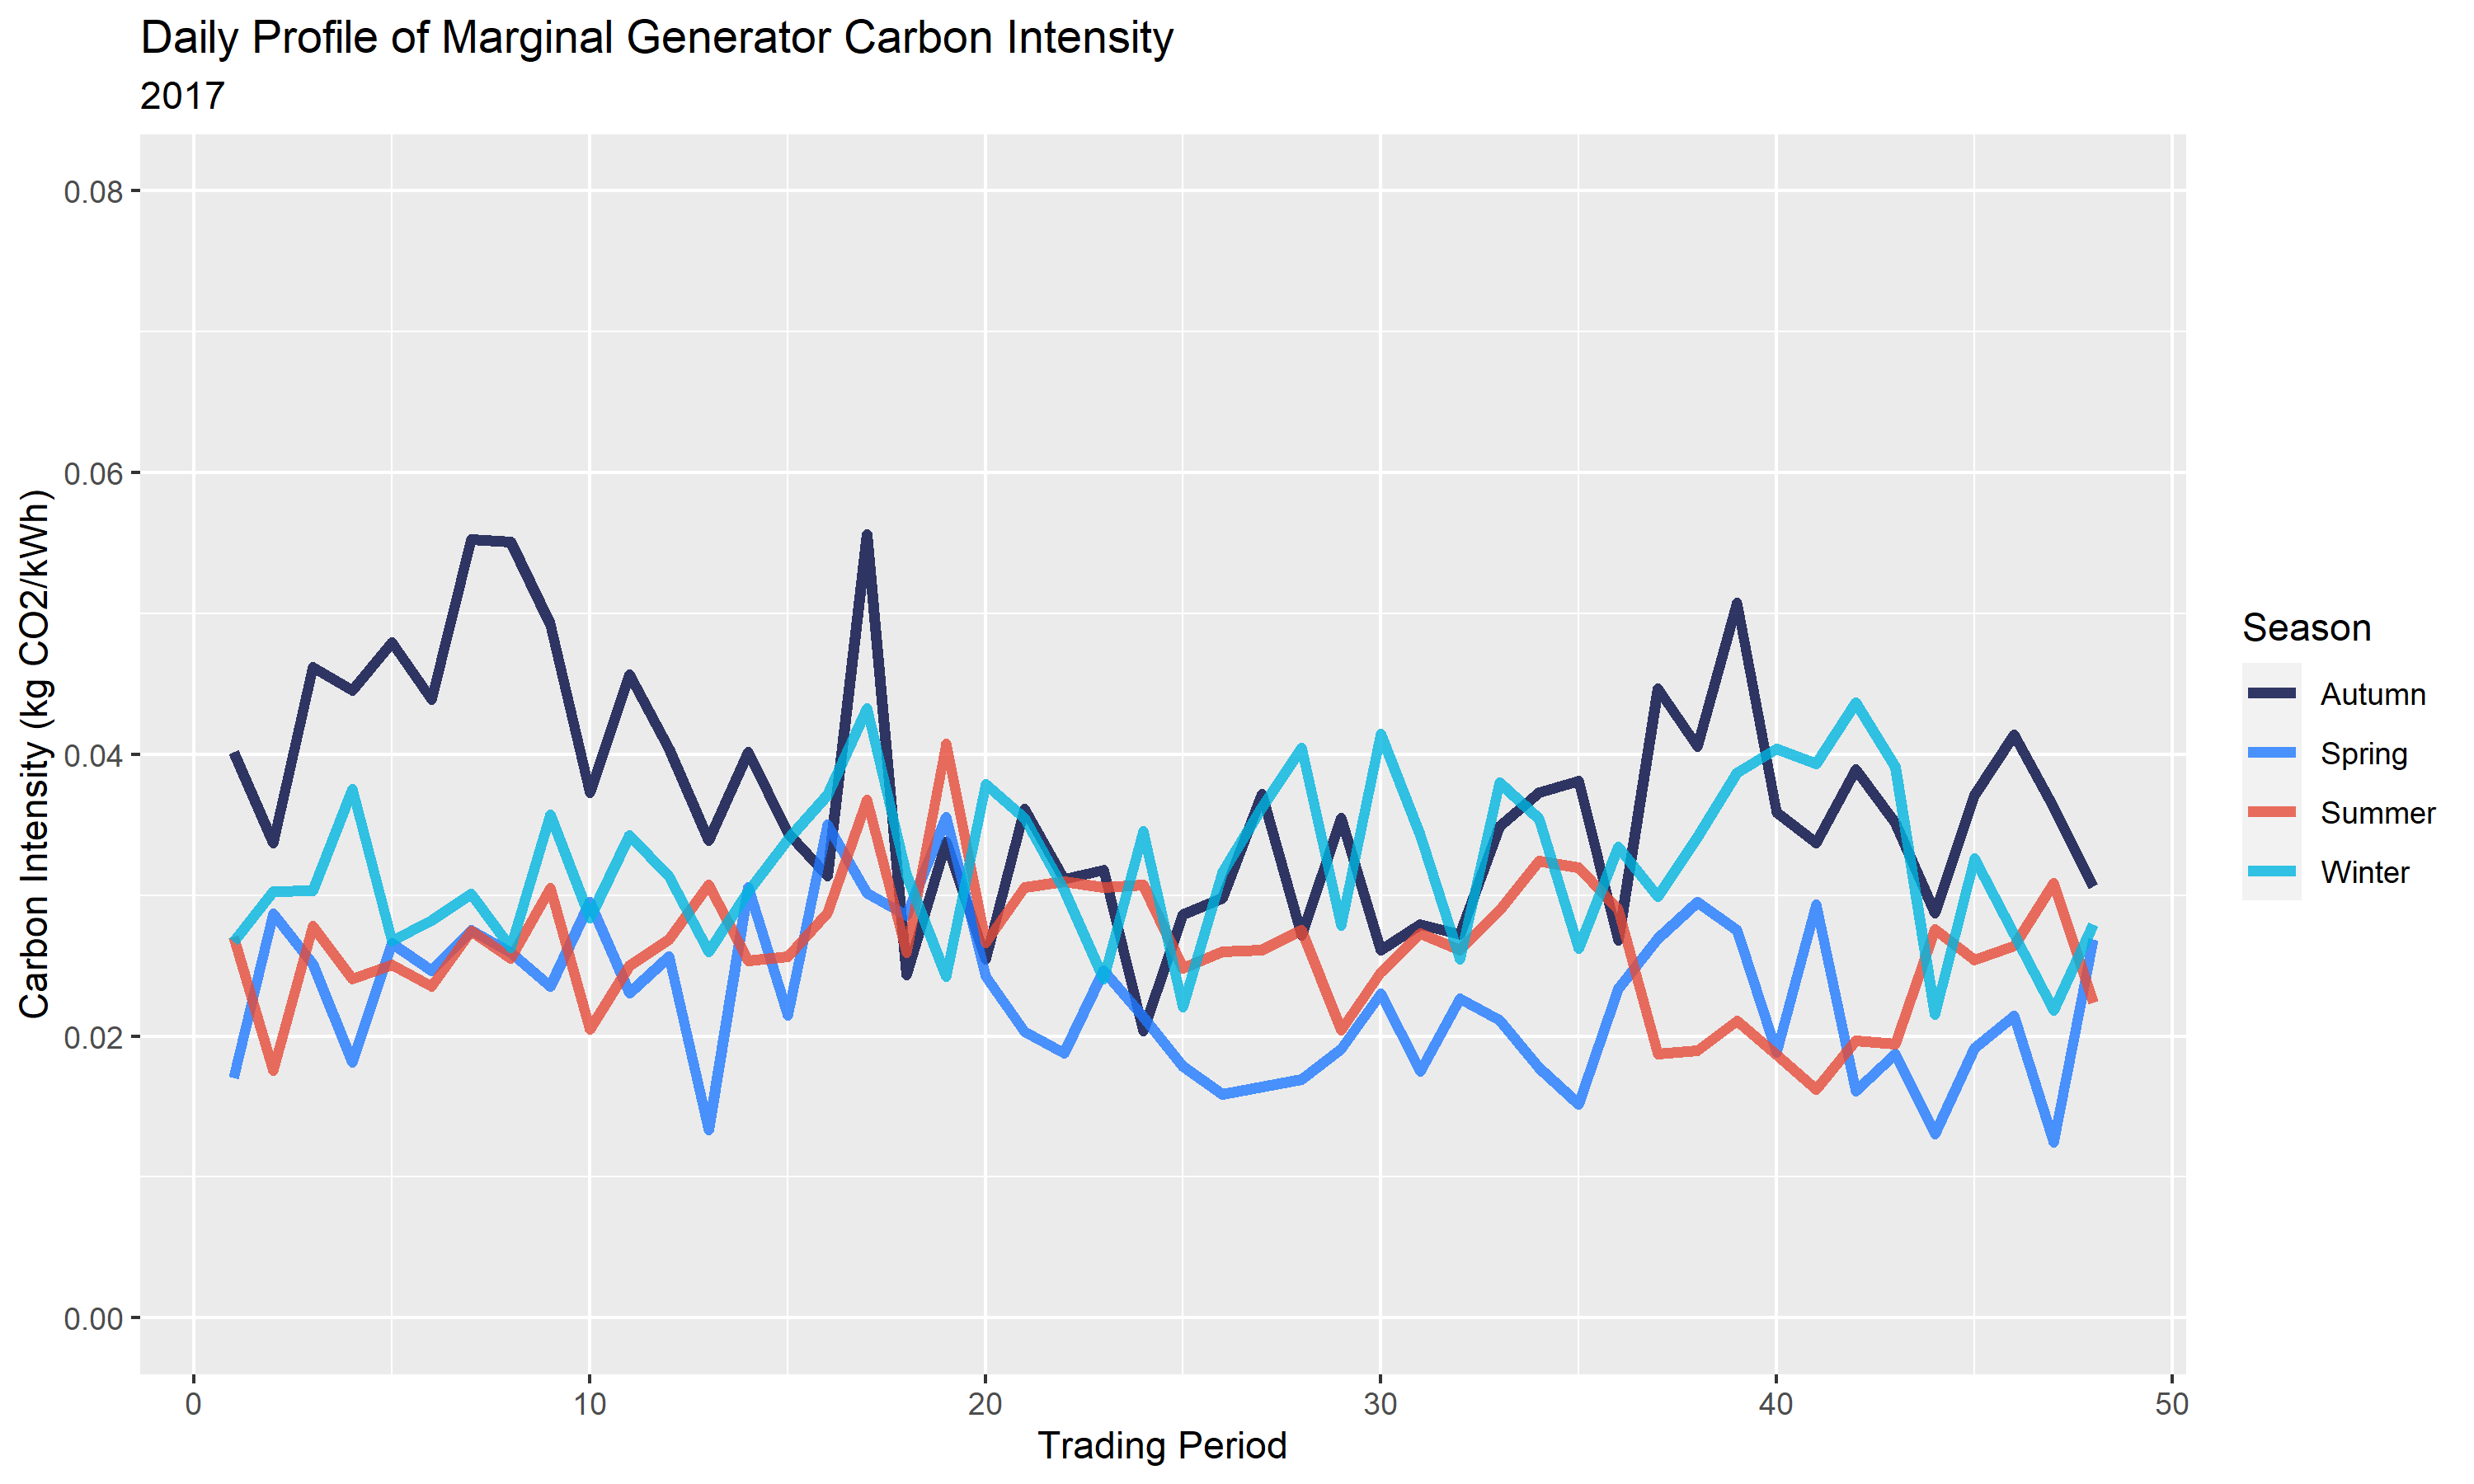 Daily Profile of Marginal Generator Carbon Intensity
2017
Carbon Intensity (kg CO2/kWh)
0.08
0.06
0.04
0.02
0.00
0 10 20 30 40 50
Trading Period
Season
Autumn
Spring
Summer
Winter